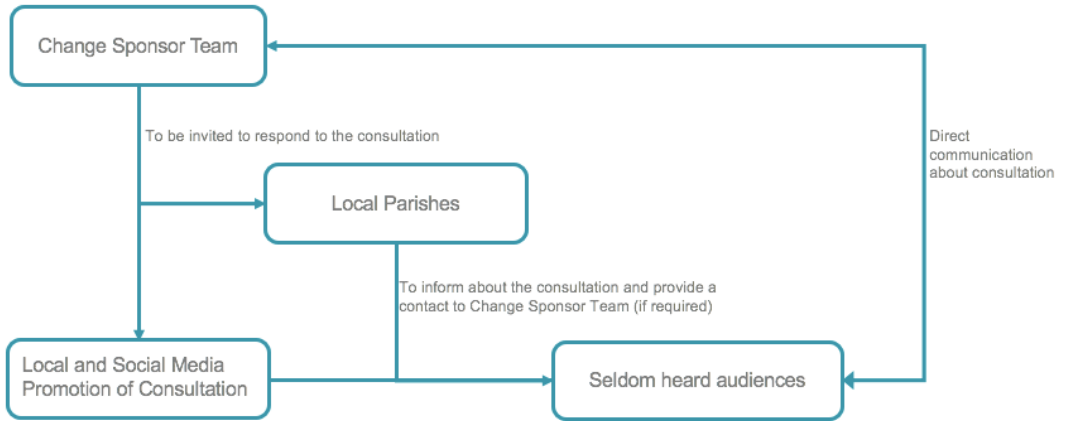 Change Sponsor Team
To be invited to respond to the consultation
Direct
communication
about consultation
Local Parishes
To inform about the consultation and provide a
contact to Change Sponsor Team (if required)
Local and Social Media
Promotion of Consultation
Seldom heard audiences